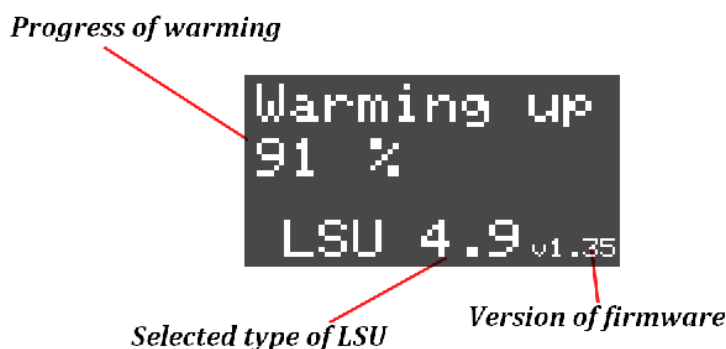 Progress of warming
Warming up
91 %
LSU 4.9 v1.35
Selected type of LSU
Version of firmware